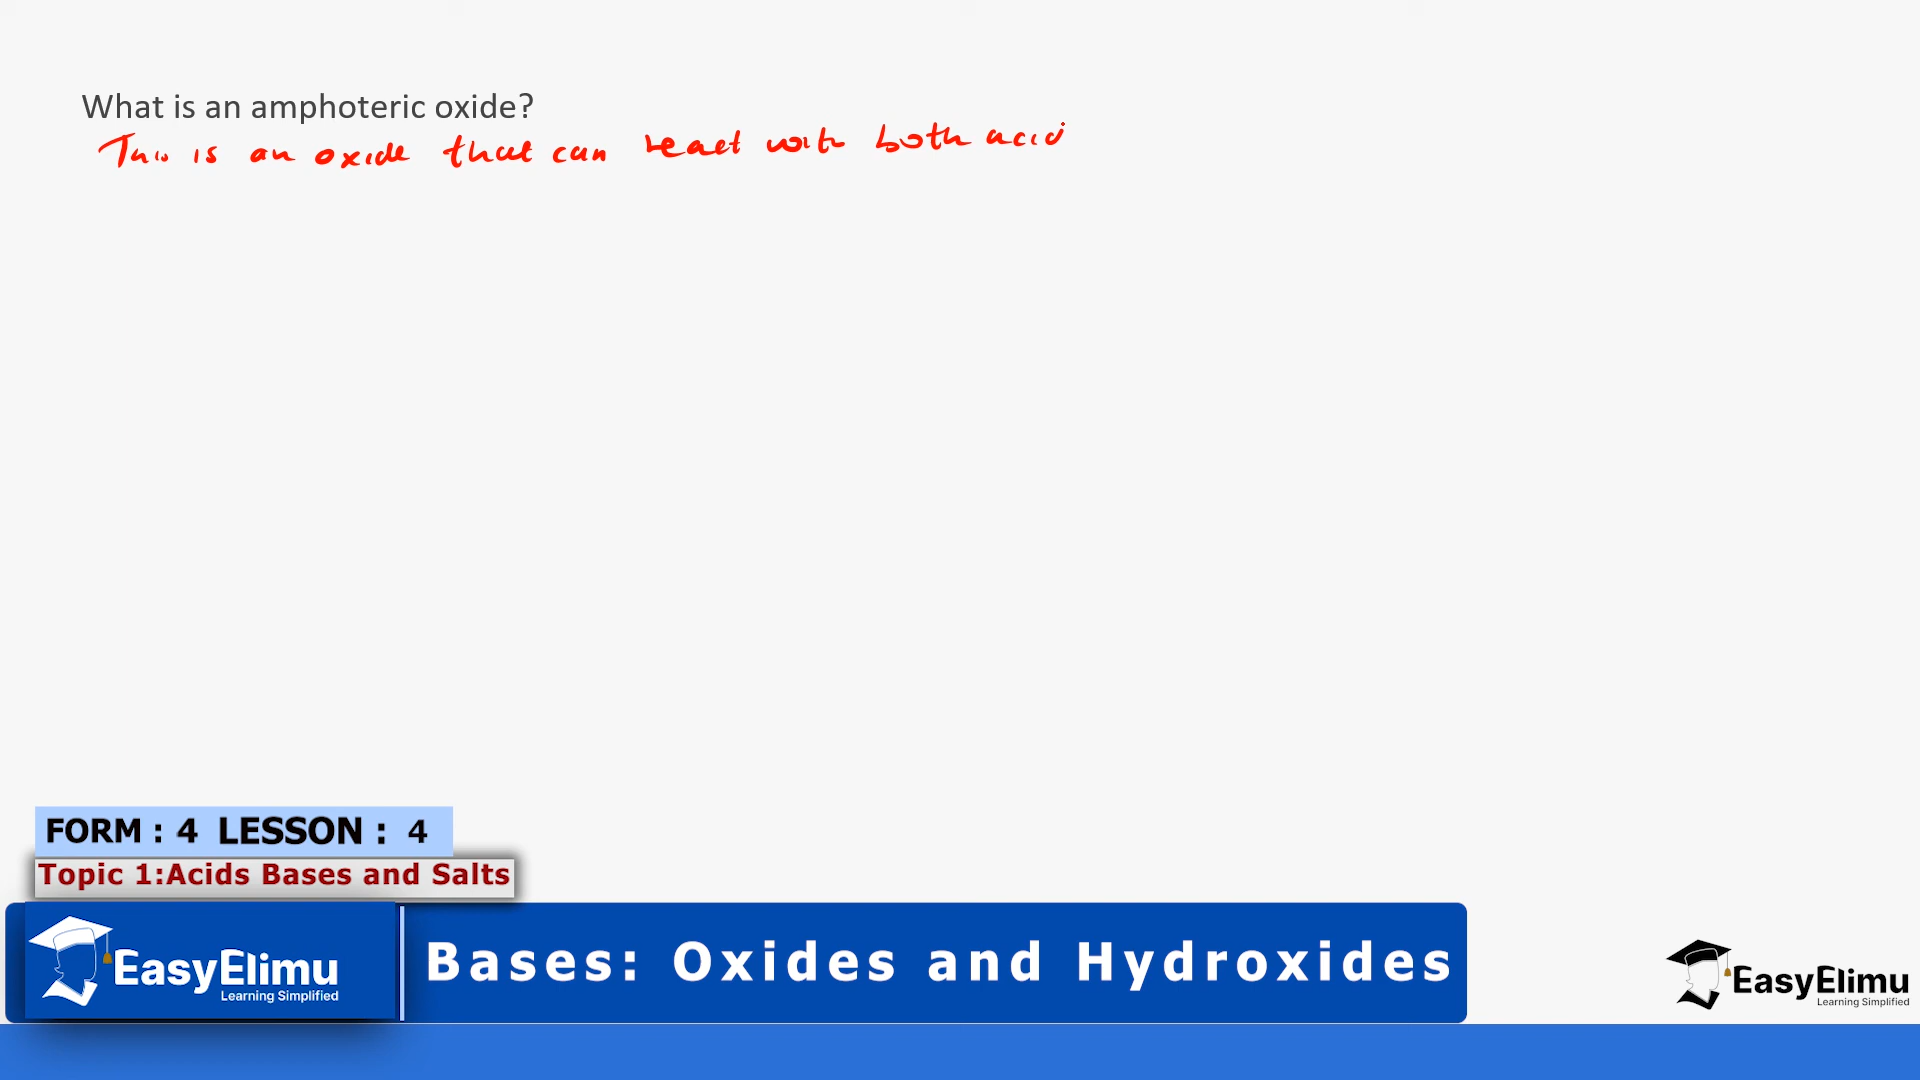 What is an amphoteric oxide?
This is an oxide that can react with both acid
FORM : 4 LESSON : 4
Topic 1:Acids Bases and Salts
EasyElimu
Learning Simplified
Bases: Oxides and Hydroxides
EasyElimu
Learning Simplified